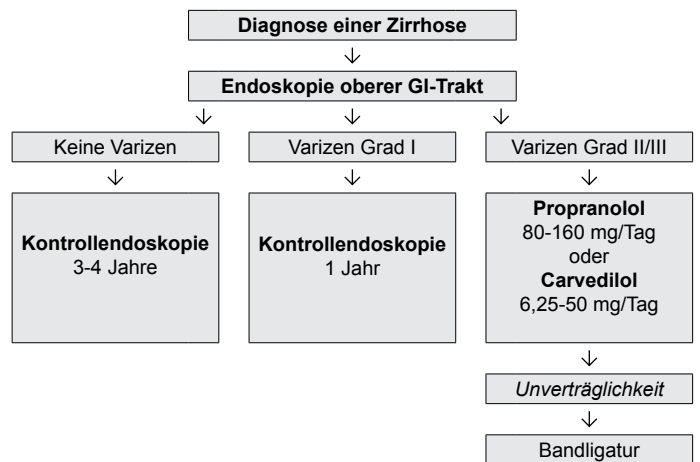 Diagnose einer Zirrhose
Endoskopie oberer GI-Trakt
Keine Varizen
Varizen Grad I
Varizen Grad II/III
Kontrollendoskopie
3-4 Jahre
Kontrollendoskopie
1 Jahr
Propranolol
80-160 mg/Tag
oder
Carvedilol
6,25-50 mg/Tag
Unverträglichkeit
Bandligatur